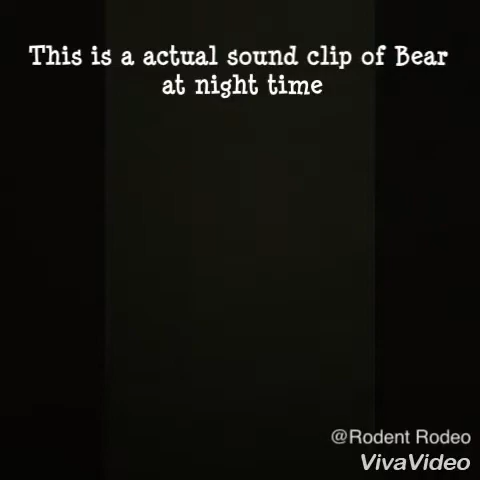 This is a actual sound clip of Bear
at night time
@Rodent Rodeo
VivaVideo